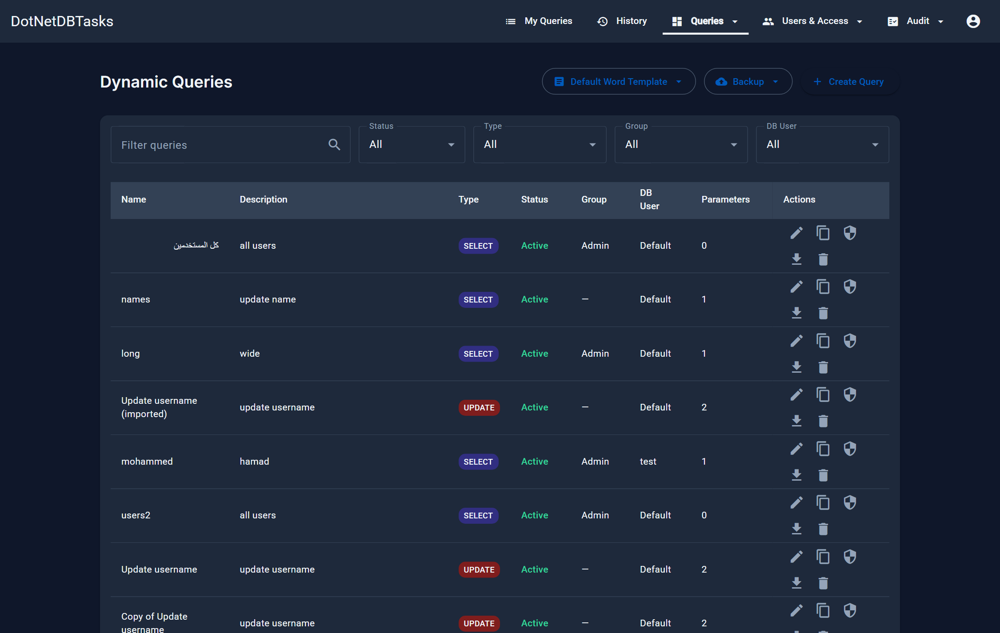 DotNetDBTasks
My Queries
History
Queries
Users & Access
Audit
Dynamic Queries
Default Word Template
Backup
Create Query
Filter queries
Status
All
Type
All
Group
All
DB User
All
Name
Description
Type
Status
Group
DB
User
Parameters
Actions
كل المستخدمين
all users
SELECT
Active
Admin
Default
0
names
update name
SELECT
Active
—
Default
1
long
wide
SELECT
Active
Admin
Default
1
Update username
(imported)
update username
UPDATE
Active
—
Default
2
mohammed
hamad
SELECT
Active
Admin
test
1
users2
all users
SELECT
Active
Admin
Default
0
Update username
update username
UPDATE
Active
—
Default
2
Copy of Update
username
update username
UPDATE
Active
—
Default
2